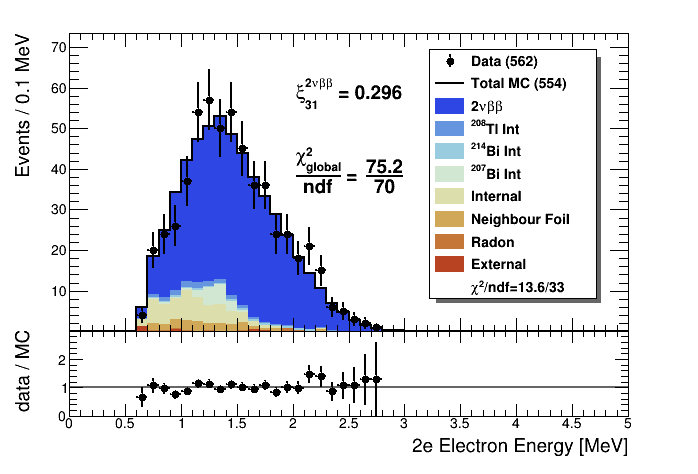 Events / 0.1 MeV
70
60
50
40
30
20
10
ξ₃₁²ᵛᵝᵝ = 0.296
χ²global / ndf = 75.2 / 70
Data (562)
Total MC (554)
2νββ
²⁰⁸Tl Int
²¹⁴Bi Int
²⁰⁷Bi Int
Internal
Neighbour Foil
Radon
External
χ²/ndf=13.6/33
data / MC
2
1
0
0 0.5 1 1.5 2 2.5 3 3.5 4 4.5 5
2e Electron Energy [MeV]